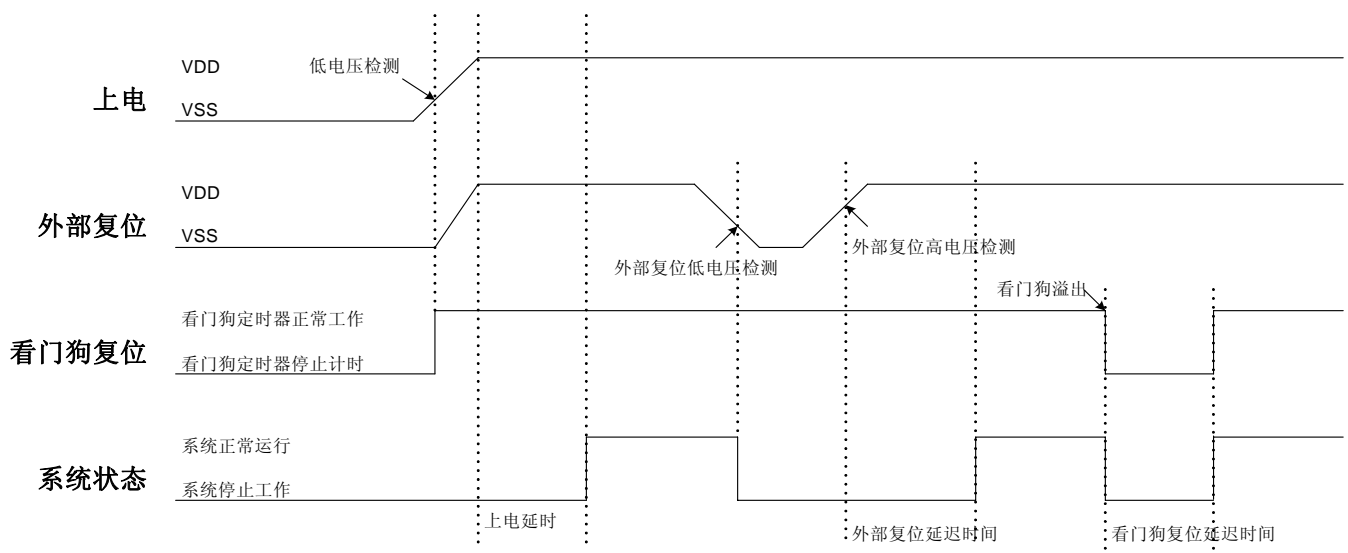 VDD
低电压检测
上电
VSS
VDD
外部复位
VSS
外部复位低电压检测
外部复位高电压检测
看门狗溢出
看门狗定时器正常工作
看门狗复位
看门狗定时器停止计时
系统正常运行
系统状态
系统停止工作
上电延时
外部复位延迟时间
看门狗复位延迟时间